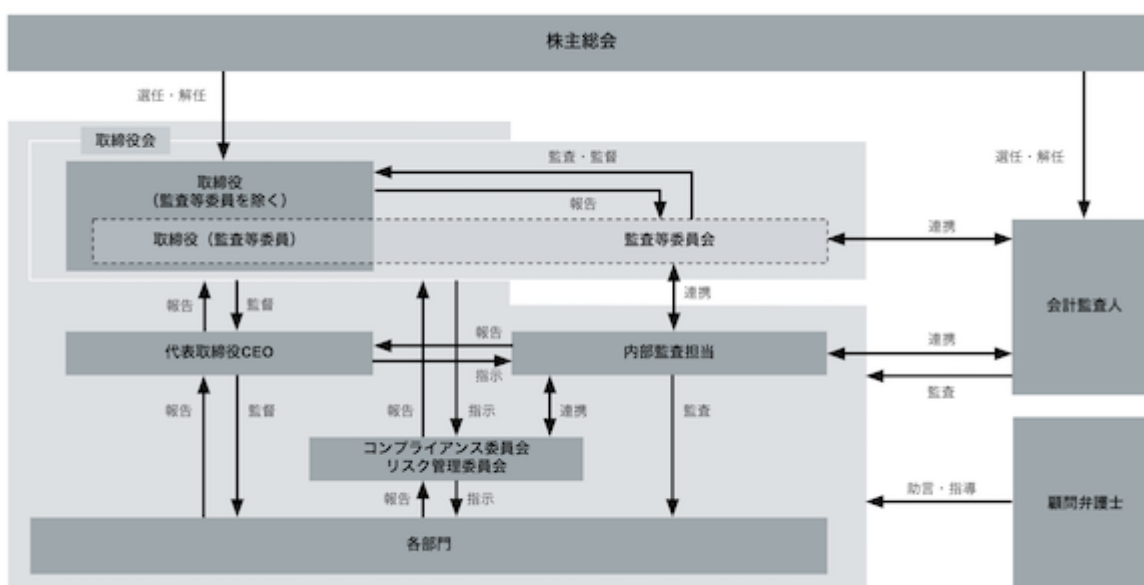 株主総会
選任・解任
取締役会
監査・監督
選任・解任
取締役
（監査等委員を除く）
報告
連携
取締役（監査等委員）
監査等委員会
連携
報告
監督
会計監査人
報告
連携
代表取締役CEO
内部監査担当
指示
監査
報告
監督
報告
指示
連携
監査
コンプライアンス委員会
リスク管理委員会
助言・指導
報告
指示
顧問弁護士
各部門